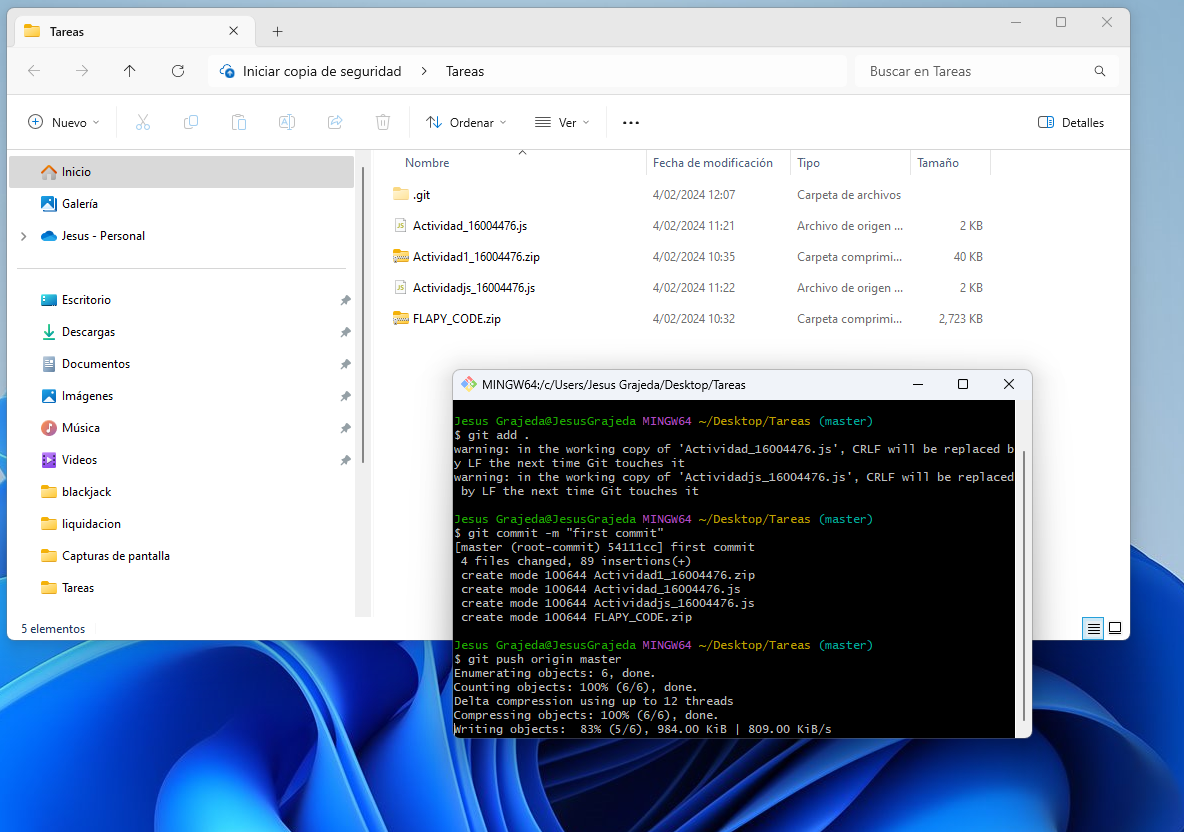 Tareas
Iniciar copia de seguridad > Tareas
Buscar en Tareas
Nuevo
Ordenar
Ver
Detalles
Inicio
Galería
Jesus - Personal
Escritorio
Descargas
Documentos
Imágenes
Música
Videos
blackjack
liquidacion
Capturas de pantalla
Tareas
5 elementos
Nombre Fecha de modificación Tipo Tamaño
.git 4/02/2024 12:07 Carpeta de archivos
Actividad_16004476.js 4/02/2024 11:21 Archivo de origen ... 2 KB
Actividad1_16004476.zip 4/02/2024 10:35 Carpeta comprimi... 40 KB
Actividadjs_16004476.js 4/02/2024 11:22 Archivo de origen ... 2 KB
FLAPY_CODE.zip 4/02/2024 10:32 Carpeta comprimi... 2,723 KB
MINGW64:/c/Users/Jesus Grajeda/Desktop/Tareas
Jesus Grajeda@JesusGrajeda MINGW64 ~/Desktop/Tareas (master)
$ git add .
warning: in the working copy of 'Actividad_16004476.js', CRLF will be replaced b
y LF the next time Git touches it
warning: in the working copy of 'Actividadjs_16004476.js', CRLF will be replaced
 by LF the next time Git touches it
Jesus Grajeda@JesusGrajeda MINGW64 ~/Desktop/Tareas (master)
$ git commit -m "first commit"
[master (root-commit) 54111cc] first commit
 4 files changed, 89 insertions(+)
 create mode 100644 Actividad1_16004476.zip
 create mode 100644 Actividad_16004476.js
 create mode 100644 Actividadjs_16004476.js
 create mode 100644 FLAPY_CODE.zip
Jesus Grajeda@JesusGrajeda MINGW64 ~/Desktop/Tareas (master)
$ git push origin master
Enumerating objects: 6, done.
Counting objects: 100% (6/6), done.
Delta compression using up to 12 threads
Compressing objects: 100% (6/6), done.
Writing objects:  83% (5/6), 984.00 KiB | 809.00 KiB/s